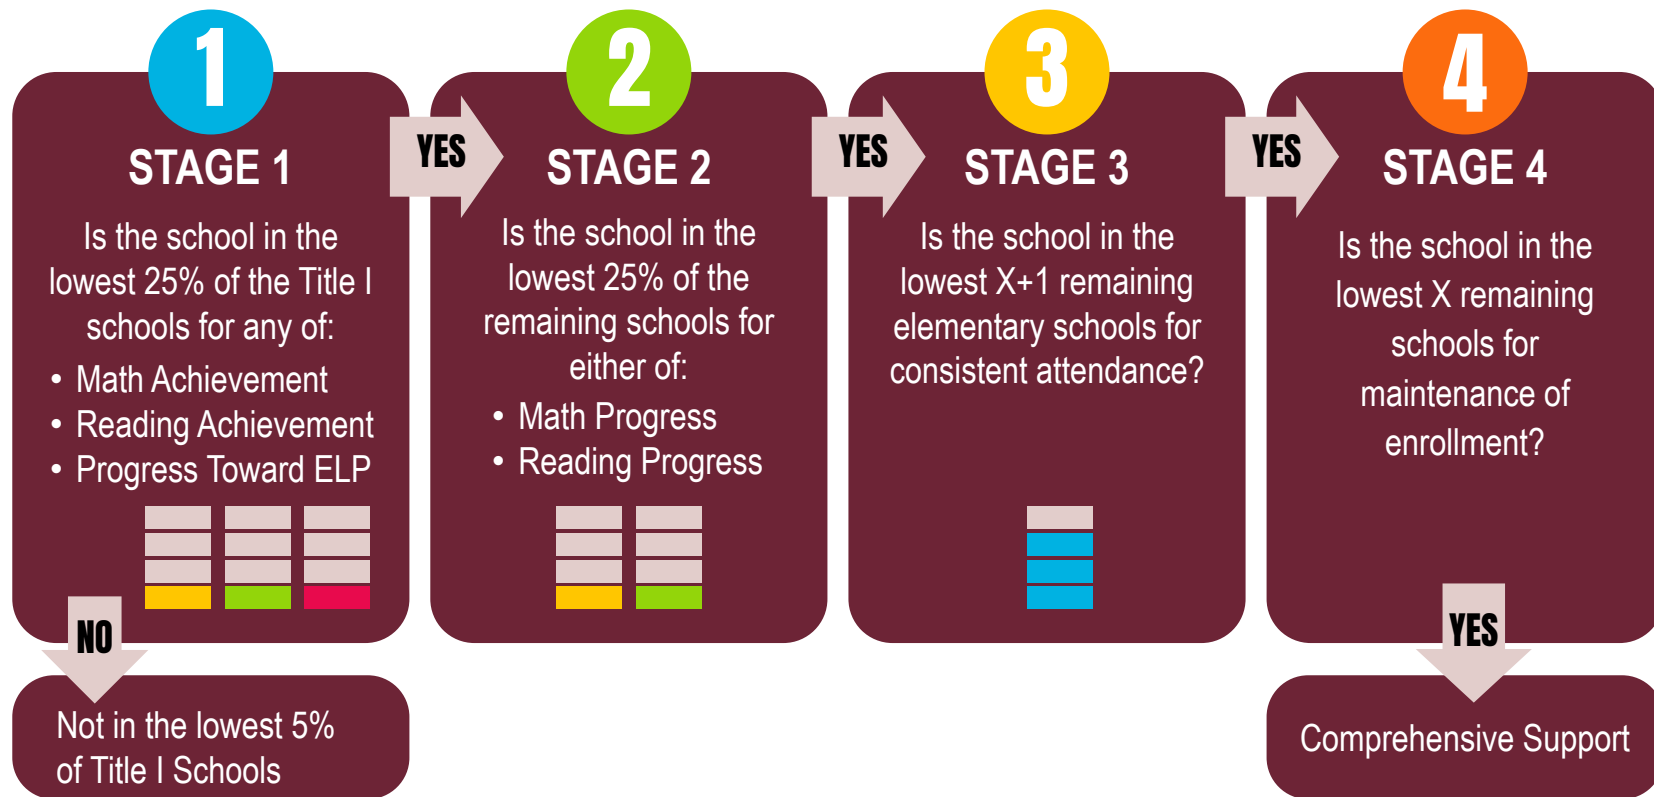 1
STAGE 1
Is the school in the
lowest 25% of the Title I
schools for any of:
• Math Achievement
• Reading Achievement
• Progress Toward ELP
NO
Not in the lowest 5%
of Title I Schools
YES
2
STAGE 2
Is the school in the
lowest 25% of the
remaining schools for
either of:
• Math Progress
• Reading Progress
YES
3
STAGE 3
Is the school in the
lowest X+1 remaining
elementary schools for
consistent attendance?
YES
4
STAGE 4
Is the school in the
lowest X remaining
schools for
maintenance of
enrollment?
YES
Comprehensive Support